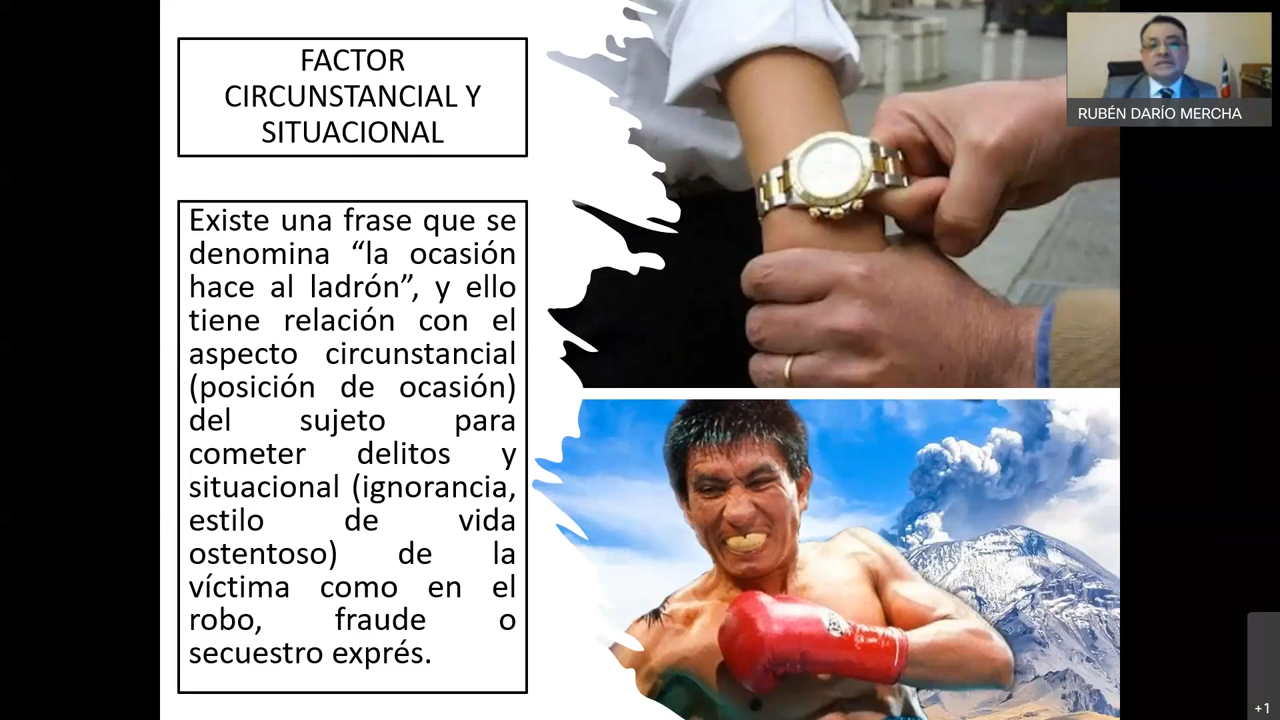 FACTOR
CIRCUNSTANCIAL Y
SITUACIONAL
Existe una frase que se
denomina “la ocasión
hace al ladrón”, y ello
tiene relación con el
aspecto circunstancial
(posición de ocasión)
del sujeto para
cometer delitos y
situacional (ignorancia,
estilo de vida
ostentoso) de la
víctima como en el
robo, fraude o
secuestro exprés.
RUBÉN DARÍO MERCHA
+1